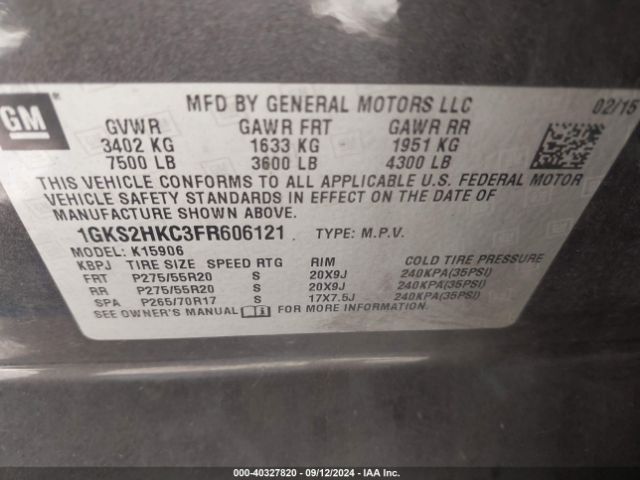 GM
MFD BY GENERAL MOTORS LLC 02/15
GVWR GAWR FRT GAWR RR
3402 KG 1633 KG 1951 KG
7500 LB 3600 LB 4300 LB
THIS VEHICLE CONFORMS TO ALL APPLICABLE U.S. FEDERAL MOTOR
VEHICLE SAFETY STANDARDS IN EFFECT ON THE DATE OF
MANUFACTURE SHOWN ABOVE.
1GKS2HKC3FR606121 TYPE: M.P.V.
MODEL: K15906
KBPJ TIRE SIZE SPEED RTG RIM COLD TIRE PRESSURE
FRT P275/55R20 S 20X9J 240KPA(35PSI)
RR P275/55R20 S 20X9J 240KPA(35PSI)
SPA P265/70R17 S 17X7.5J 240KPA(35PSI)
SEE OWNER'S MANUAL FOR MORE INFORMATION.
000-40327820 - 09/12/2024 - IAA Inc.